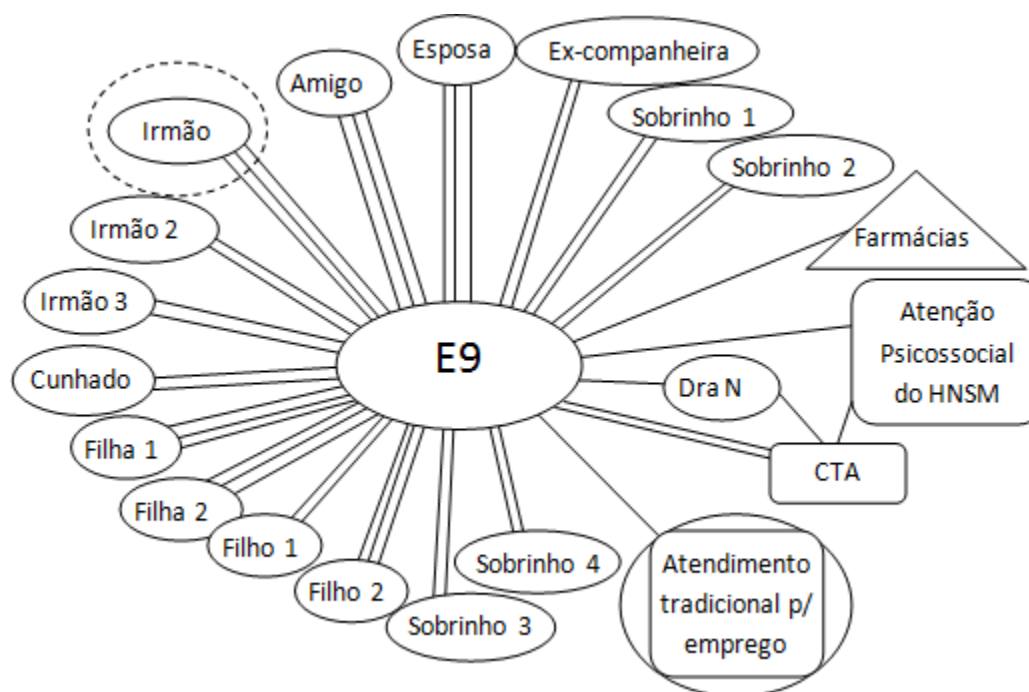 Esposa
Ex-companheira
Amigo
Irmão
Sobrinho 1
Sobrinho 2
Irmão 2
Farmácias
Irmão 3
Atenção
Psicossocial
do HNSM
E9
Cunhado
Dra N
Filha 1
CTA
Filha 2
Filho 1
Filho 2
Sobrinho 4
Sobrinho 3
Atendimento
tradicional p/
emprego